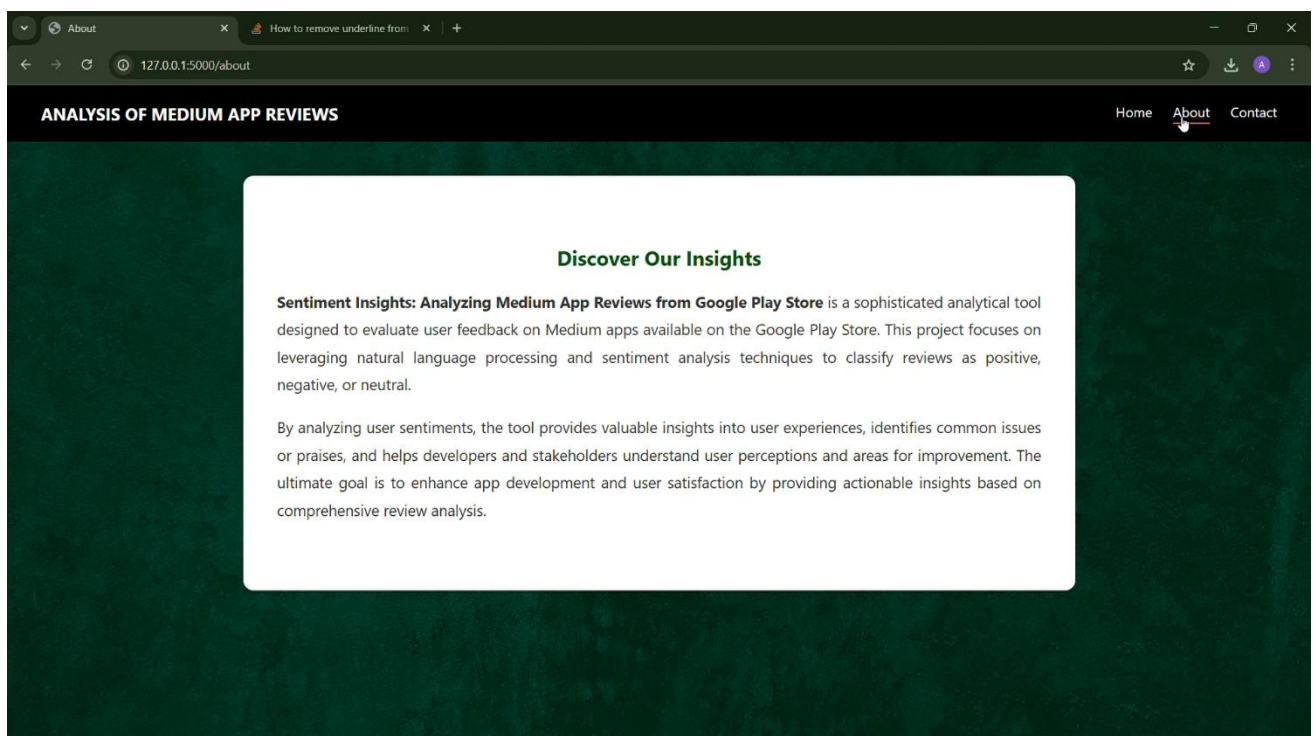 About
How to remove underline from
127.0.0.1:5000/about
A
ANALYSIS OF MEDIUM APP REVIEWS
Home About Contact
Discover Our Insights
Sentiment Insights: Analyzing Medium App Reviews from Google Play Store is a sophisticated analytical tool
designed to evaluate user feedback on Medium apps available on the Google Play Store. This project focuses on
leveraging natural language processing and sentiment analysis techniques to classify reviews as positive,
negative, or neutral.
By analyzing user sentiments, the tool provides valuable insights into user experiences, identifies common issues
or praises, and helps developers and stakeholders understand user perceptions and areas for improvement. The
ultimate goal is to enhance app development and user satisfaction by providing actionable insights based on
comprehensive review analysis.